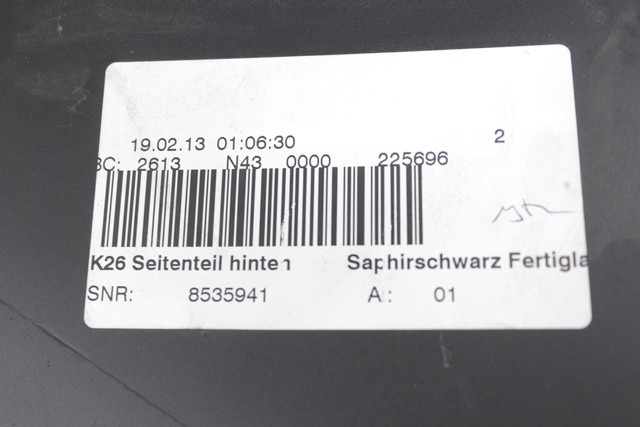 19.02.13 01:06:30 2
BC: 2613 N43 0000 225696
K26 Seitenteil hinten Saphirschwarz Fertigla
SNR: 8535941 A: 01